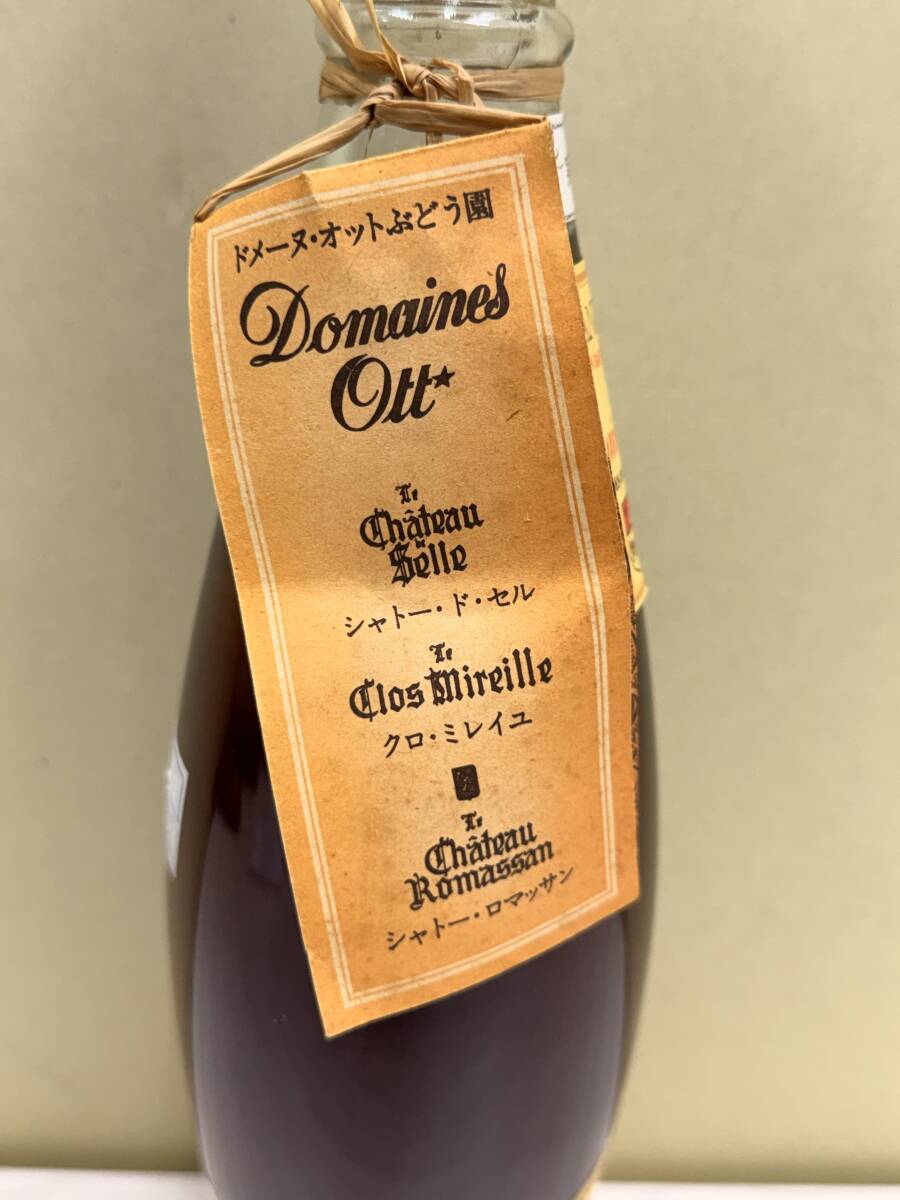 ドメーヌ・オットぶどう園
Domaines
Ott★
Le
Château
de
Selle
シャトー・ド・セル
Le
Clos Mireille
クロ・ミレイユ
Le
Château
Romassan
シャトー・ロマッサン